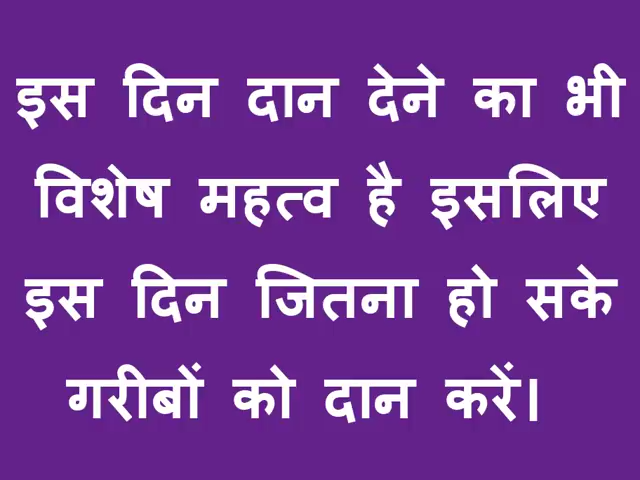 इस दिन दान देने का भी
विशेष महत्व है इसलिए
इस दिन जितना हो सके
गरीबों को दान करें।